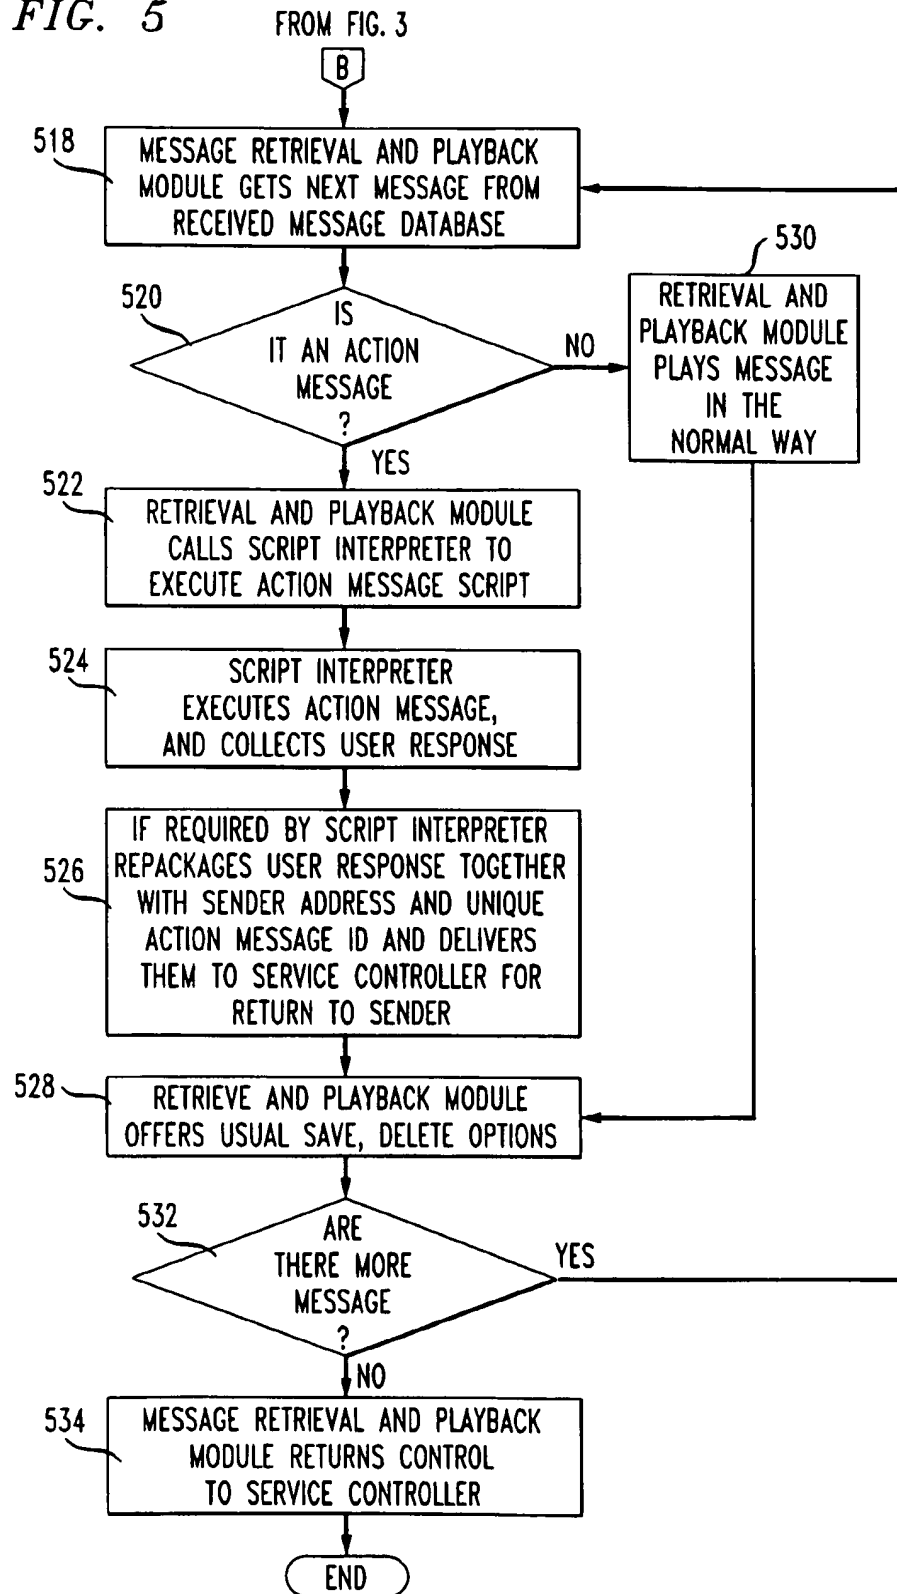 FIG. 5
FROM FIG. 3
B
518
MESSAGE RETRIEVAL AND PLAYBACK
MODULE GETS NEXT MESSAGE FROM
RECEIVED MESSAGE DATABASE
520
IS
IT AN ACTION
MESSAGE
?
NO
YES
530
RETRIEVAL AND
PLAYBACK MODULE
PLAYS MESSAGE
IN THE
NORMAL WAY
522
RETRIEVAL AND PLAYBACK MODULE
CALLS SCRIPT INTERPRETER TO
EXECUTE ACTION MESSAGE SCRIPT
524
SCRIPT INTERPRETER
EXECUTES ACTION MESSAGE,
AND COLLECTS USER RESPONSE
526
IF REQUIRED BY SCRIPT INTERPRETER
REPACKAGES USER RESPONSE TOGETHER
WITH SENDER ADDRESS AND UNIQUE
ACTION MESSAGE ID AND DELIVERS
THEM TO SERVICE CONTROLLER FOR
RETURN TO SENDER
528
RETRIEVE AND PLAYBACK MODULE
OFFERS USUAL SAVE, DELETE OPTIONS
532
ARE
THERE MORE
MESSAGE
?
YES
NO
534
MESSAGE RETRIEVAL AND PLAYBACK
MODULE RETURNS CONTROL
TO SERVICE CONTROLLER
END